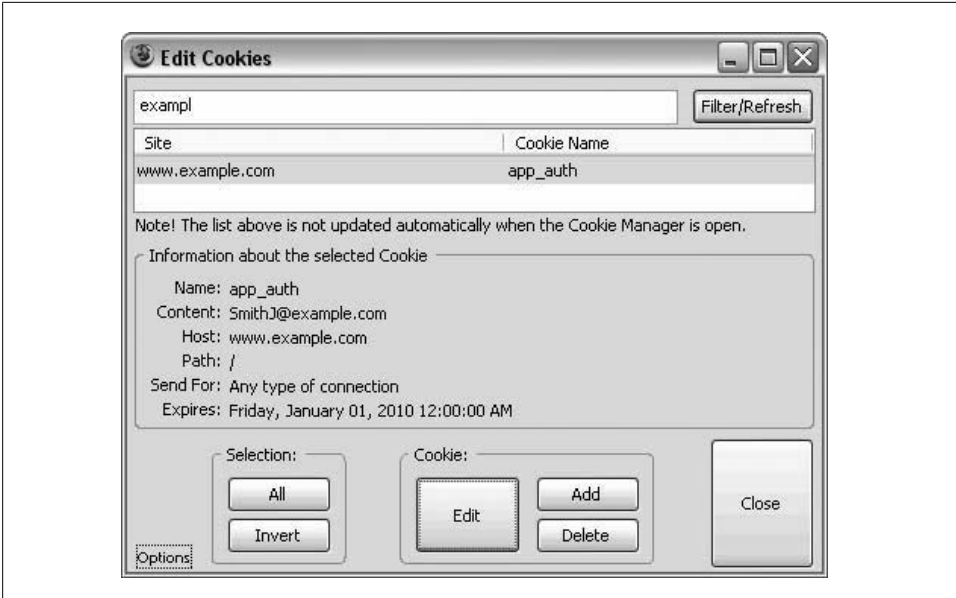 Edit Cookies
exampl
Filter/Refresh
Site Cookie Name
www.example.com app_auth
Note! The list above is not updated automatically when the Cookie Manager is open.
Information about the selected Cookie
Name: app_auth
Content: SmithJ@example.com
Host: www.example.com
Path: /
Send For: Any type of connection
Expires: Friday, January 01, 2010 12:00:00 AM
Selection:
All
Invert
Cookie:
Edit
Add
Delete
Close
Options